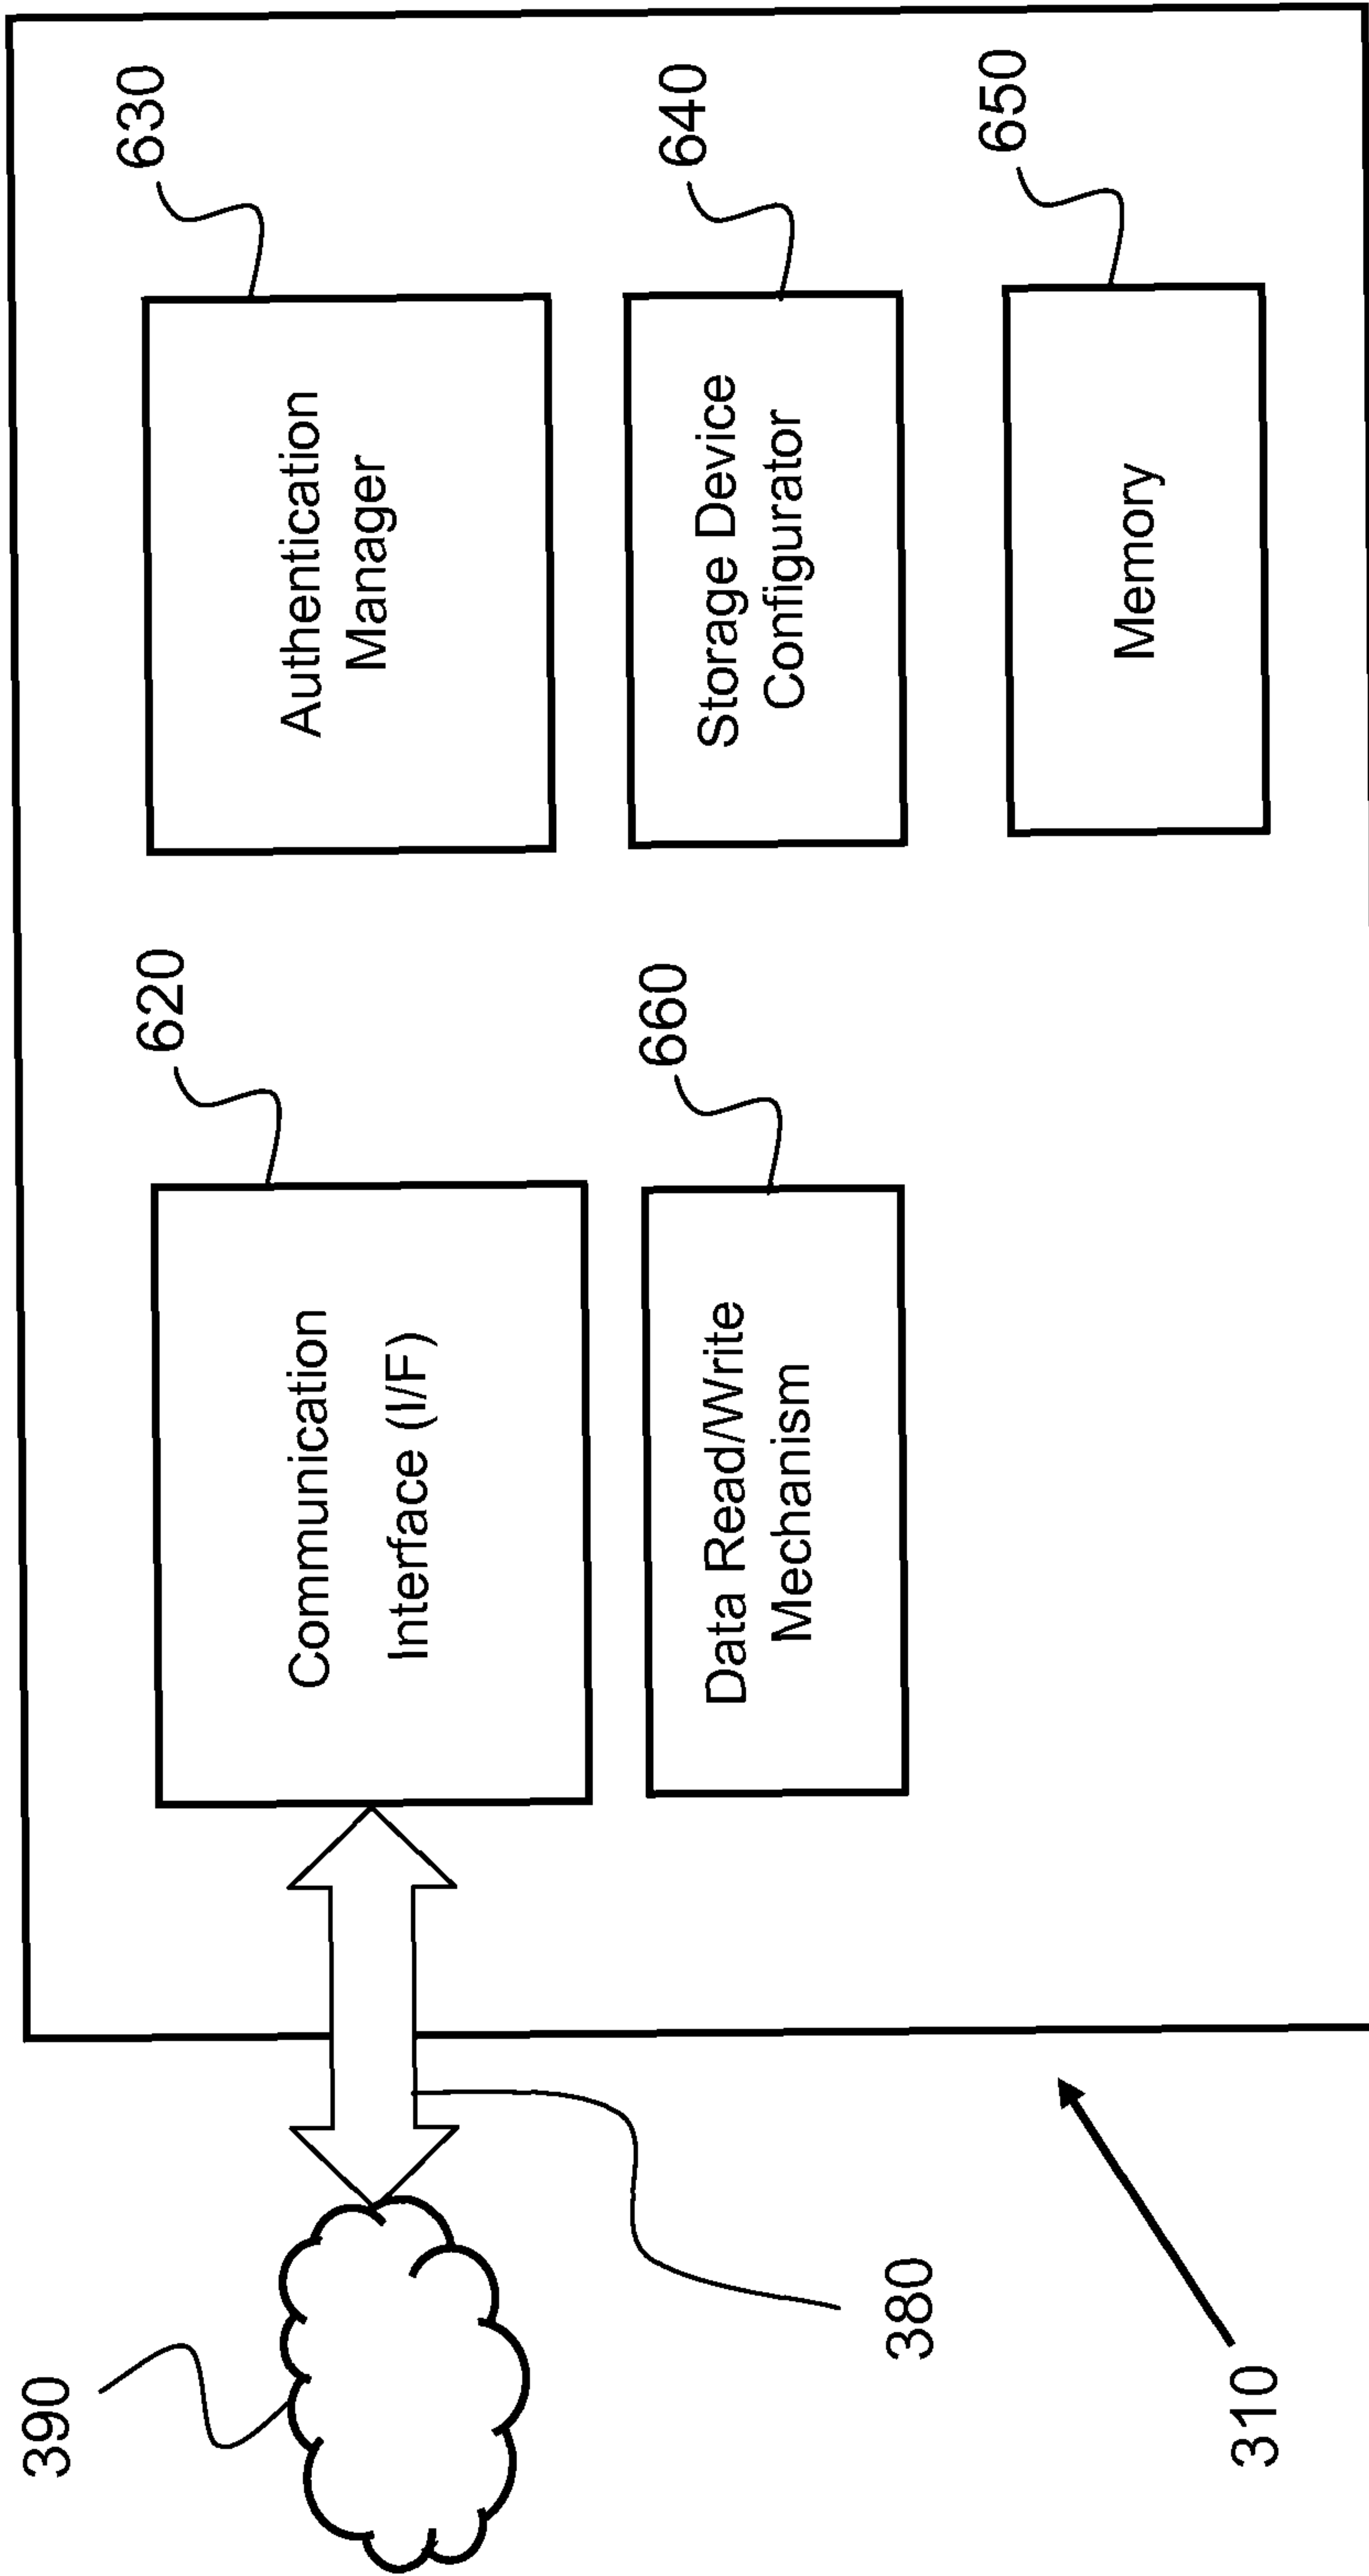 390
620
630
Communication
Interface (I/F)
Authentication
Manager
380
660
640
Data Read/Write
Mechanism
Storage Device
Configurator
650
Memory
310